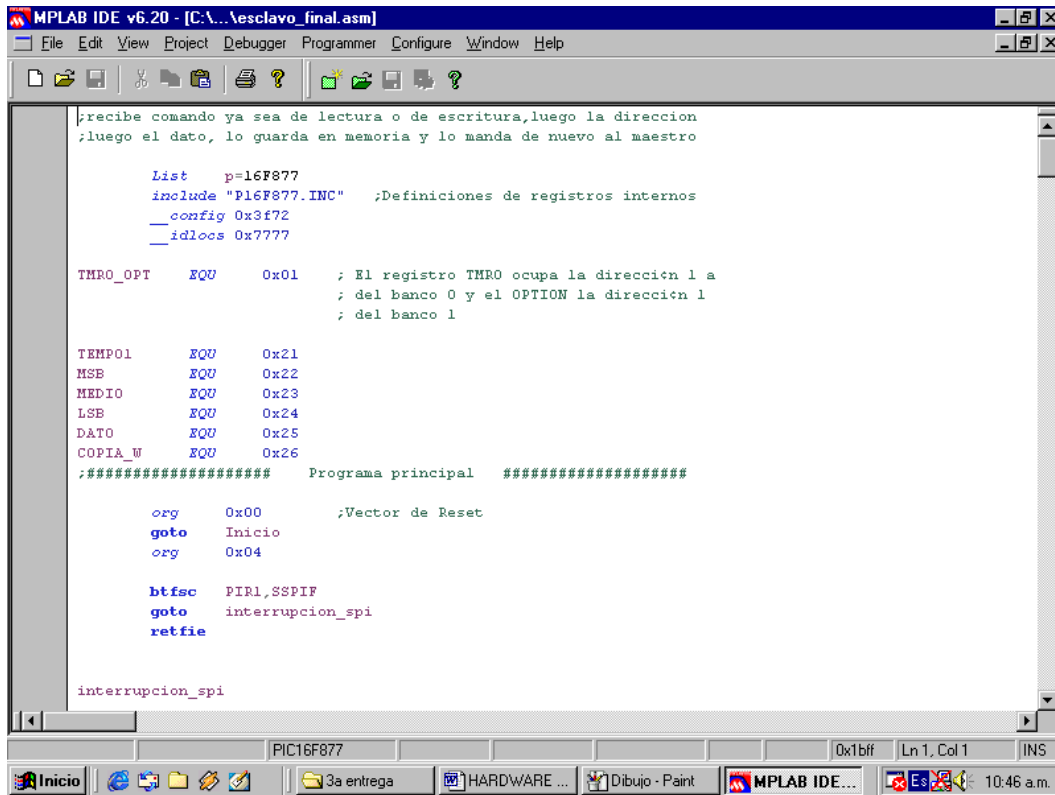 MPLAB IDE v6.20 - [C:\...\esclavo_final.asm]
File Edit View Project Debugger Programmer Configure Window Help
;recibe comando ya sea de lectura o de escritura,luego la direccion
;luego el dato, lo guarda en memoria y lo manda de nuevo al maestro
List p=16F877
include "P16F877.INC" ;Definiciones de registros internos
__config 0x3f72
__idlocs 0x7777
TMR0_OPT EQU 0x01 ; El registro TMR0 ocupa la direcci¢n 1 a
; del banco 0 y el OPTION la direcci¢n 1
; del banco 1
TEMPO1 EQU 0x21
MSB EQU 0x22
MEDIO EQU 0x23
LSB EQU 0x24
DATO EQU 0x25
COPIA_W EQU 0x26
;#################### Programa principal ####################
org 0x00 ;Vector de Reset
goto Inicio
org 0x04
btfsc PIR1,SSPIF
goto interrupcion_spi
retfie
interrupcion_spi
PIC16F877 0x1bff Ln 1, Col 1 INS
Inicio 3a entrega HARDWARE ... Dibujo - Paint MPLAB IDE... Es 10:46 a.m.